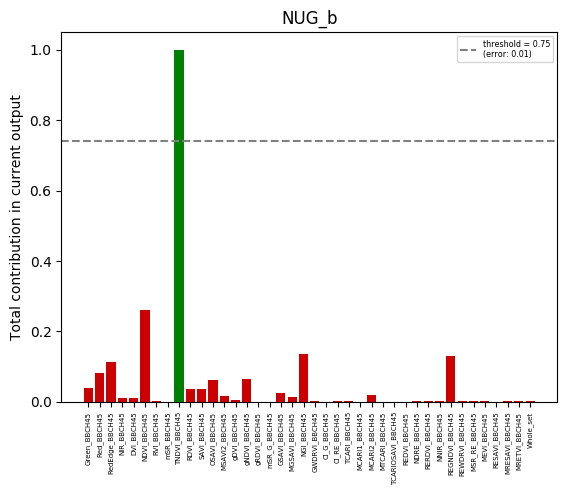 NUG_b
threshold = 0.75
(error: 0.01)
Total contribution in current output
1.0
0.8
0.6
0.4
0.2
0.0
Green_BBCH45
Red_BBCH45
RedEdge_BBCH45
NIR_BBCH45
DVI_BBCH45
NDVI_BBCH45
RVI_BBCH45
mSR_BBCH45
TNDVI_BBCH45
RDVI_BBCH45
SAVI_BBCH45
OSAVI_BBCH45
MSAVI2_BBCH45
gDVI_BBCH45
gNDVI_BBCH45
gRDVI_BBCH45
mSR_G_BBCH45
GSAVI_BBCH45
MGSAVI_BBCH45
NGI_BBCH45
GWDRVI_BBCH45
CI_G_BBCH45
CI_RE_BBCH45
TCARI_BBCH45
MCARI1_BBCH45
MCARI2_BBCH45
MTCARI_BBCH45
TCARIOSAVI_BBCH45
REDVI_BBCH45
NDRE_BBCH45
RERDVI_BBCH45
NNIR_BBCH45
REGNDVI_BBCH45
REWDRVI_BBCH45
MSR_RE_BBCH45
MEVI_BBCH45
RESAVI_BBCH45
MRESAVI_BBCH45
MRETVI_BBCH45
Whole_set